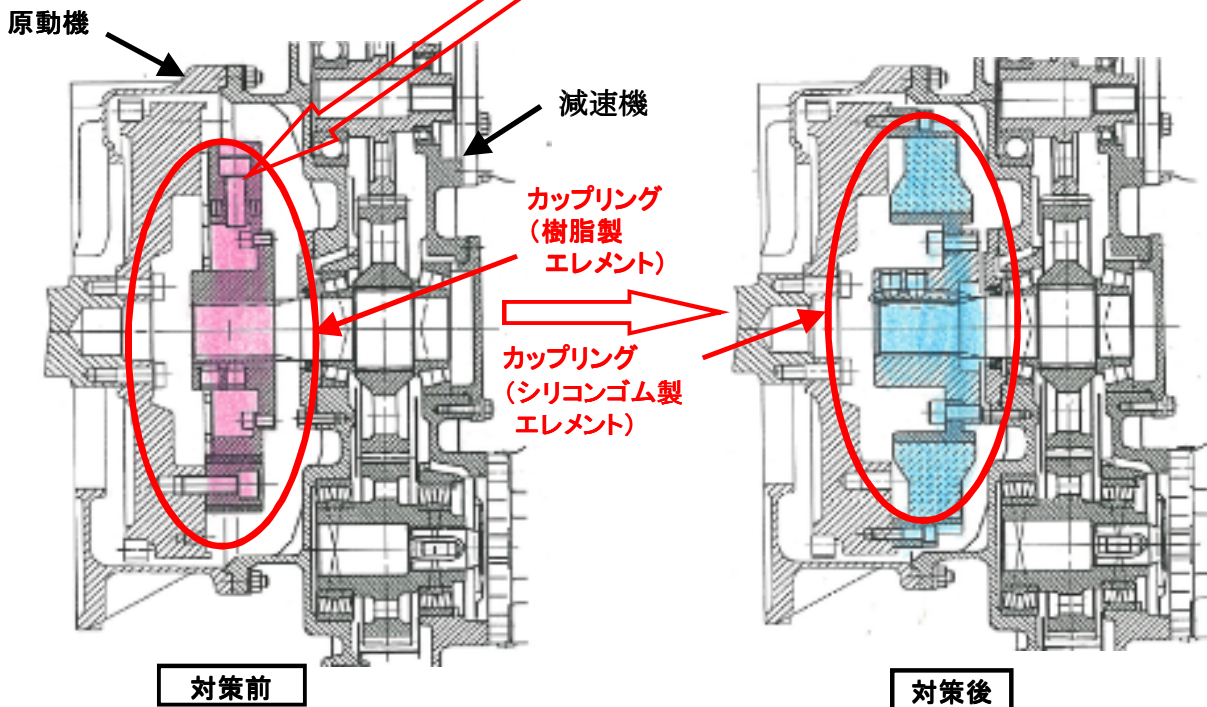 原動機
減速機
カップリング
（樹脂製
エレメント）
カップリング
（シリコンゴム製
エレメント）
対策前
対策後